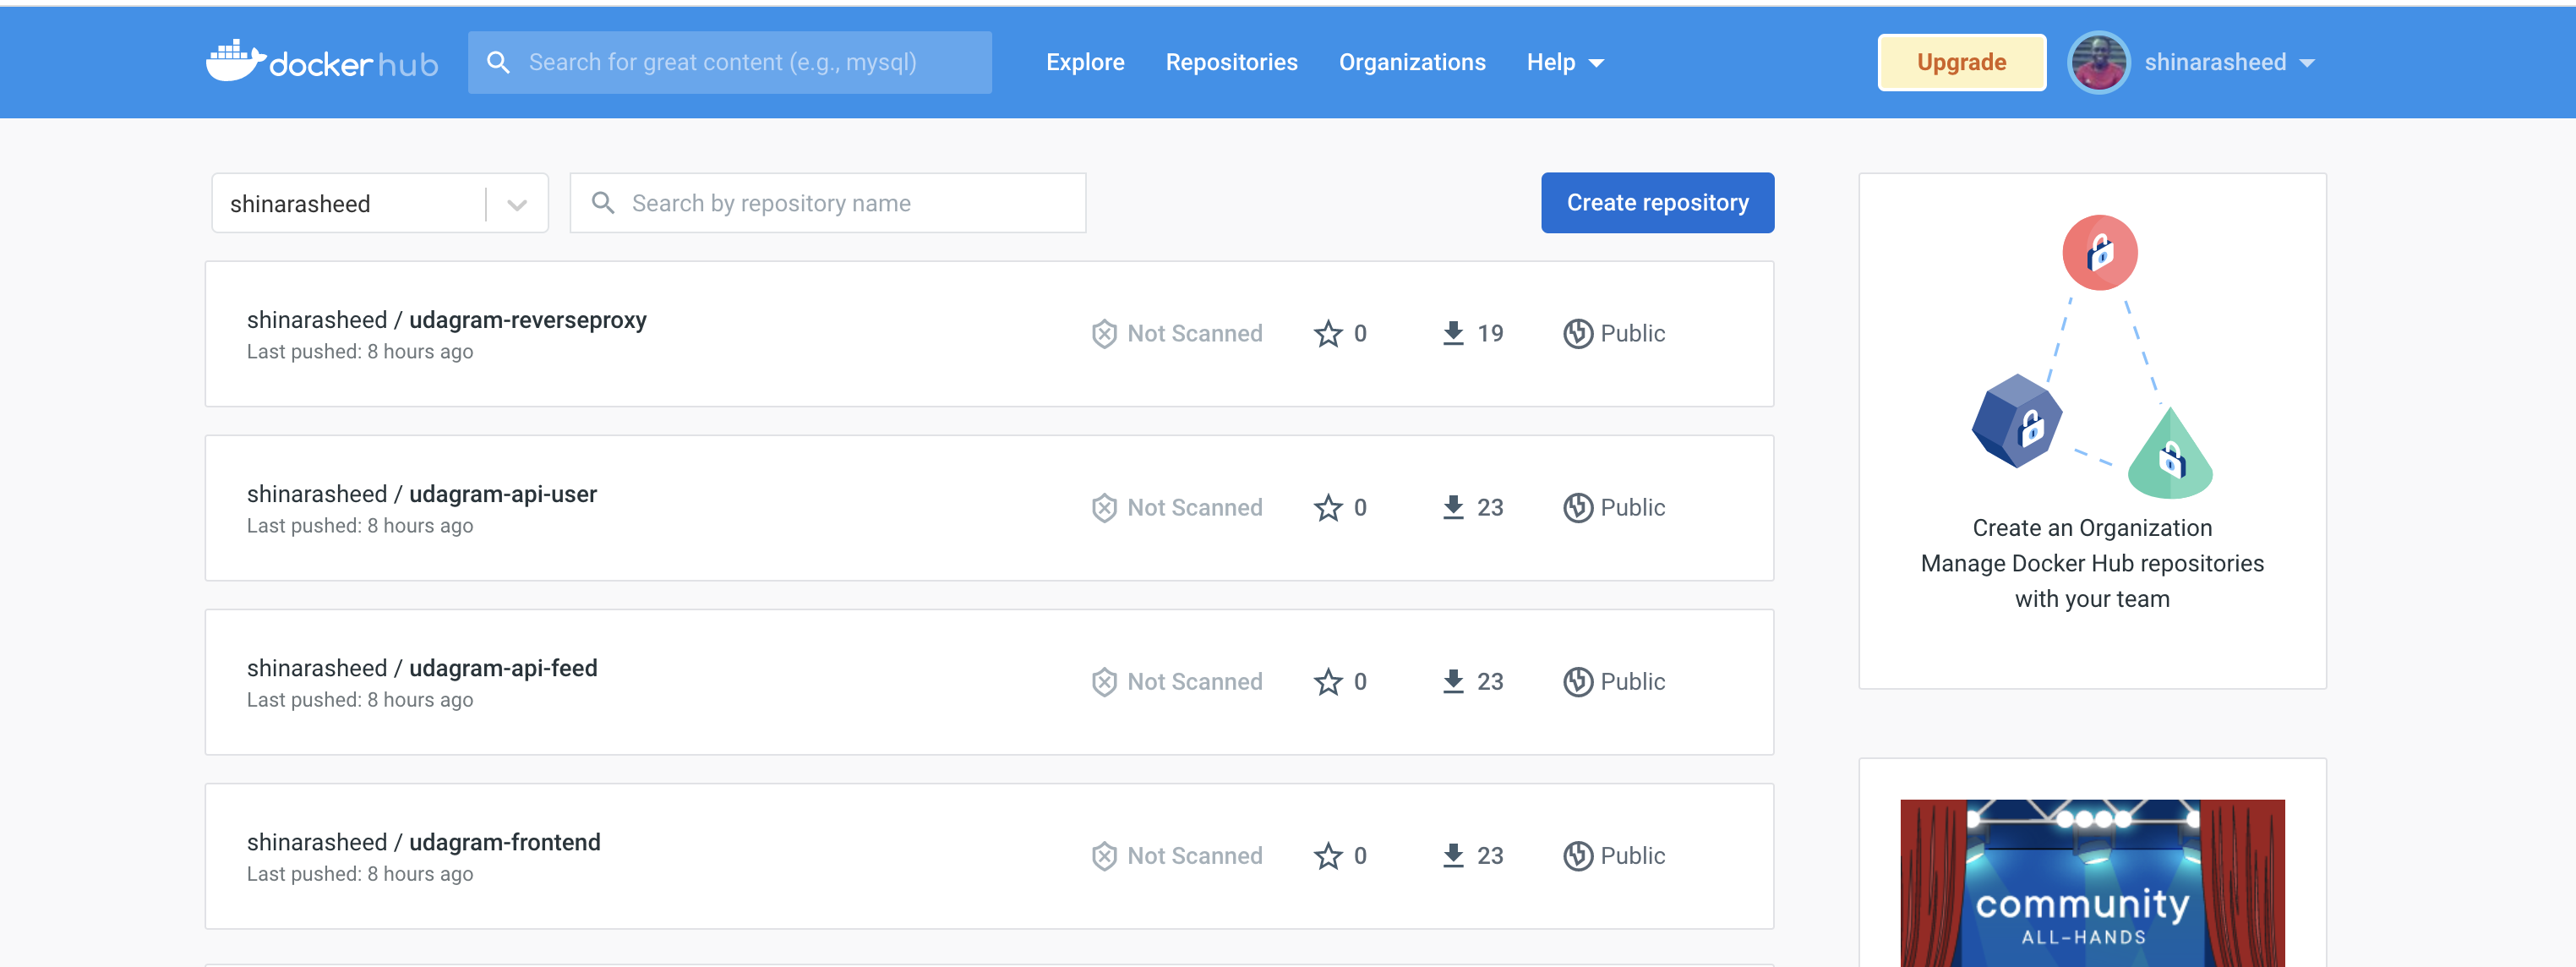 docker hub
Search for great content (e.g., mysql)
Explore
Repositories
Organizations
Help
Upgrade
shinarasheed
shinarasheed
Search by repository name
Create repository
shinarasheed / udagram-reverseproxy
Last pushed: 8 hours ago
Not Scanned
0
19
Public
shinarasheed / udagram-api-user
Last pushed: 8 hours ago
Not Scanned
0
23
Public
shinarasheed / udagram-api-feed
Last pushed: 8 hours ago
Not Scanned
0
23
Public
shinarasheed / udagram-frontend
Last pushed: 8 hours ago
Not Scanned
0
23
Public
Create an Organization
Manage Docker Hub repositories
with your team
community
ALL-HANDS